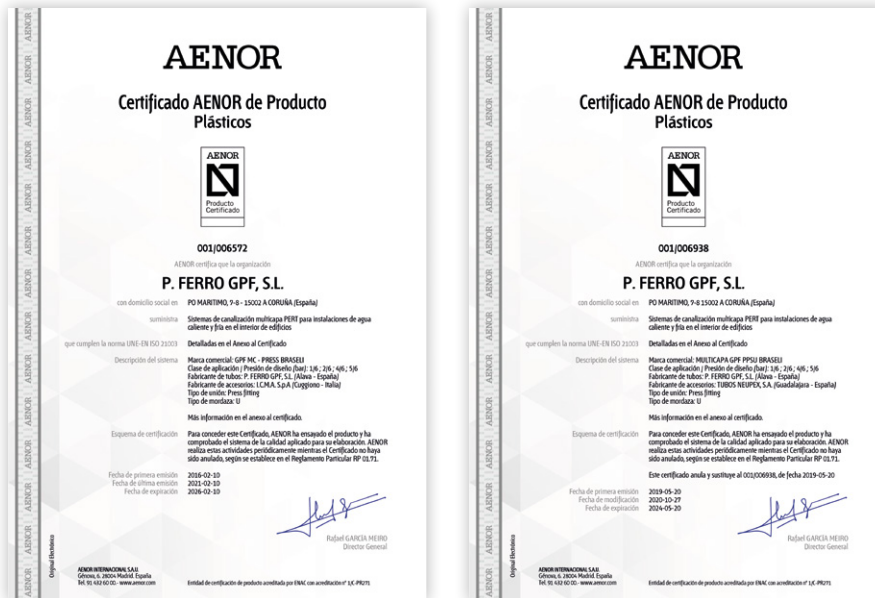 AENOR
Certificado AENOR de Producto
Plásticos
AENOR
Producto
Certificado
001/006572
AENOR certifica que la organización
P. FERRO GPF, S.L.
con domicilio social en PO MARITIMO, 7-8 - 15002 A CORUÑA (España)
suministra Sistemas de canalización multicapa PERT para instalaciones de agua
caliente y fría en el interior de edificios
que cumplen la norma UNE-EN ISO 21003 Detalladas en el Anexo al Certificado
Descripción del sistema Marca comercial: GPF MC - PRESS BRASELI
Clase de aplicación / Presión de diseño (bar): 1/6 ; 2/6 ; 4/6 ; 5/6
Fabricante de tubos: P. FERRO GPF, S.L. (Álava - España)
Fabricante de accesorios: I.C.M.A. S.p.A (Cuggiono - Italia)
Tipo de unión: Press fitting
Tipo de mordaza: U
Más información en el anexo al certificado.
Esquema de certificación Para conceder este Certificado, AENOR ha ensayado el producto y ha
comprobado el sistema de la calidad aplicado para su elaboración. AENOR
realiza estas actividades periódicamente mientras el Certificado no haya
sido anulado, según se establece en el Reglamento Particular RP 01.71.
Fecha de primera emisión 2016-02-10
Fecha de última emisión 2021-02-10
Fecha de expiración 2026-02-10
Rafael GARCÍA MEIRO
Director General
Original Electrónico
AENOR INTERNACIONAL S.A.U.
Génova, 6. 28004 Madrid. España
Tel. 91 432 60 00.- www.aenor.com
Entidad de certificación de producto acreditada por ENAC con acreditación nº 1/C-PR271
AENOR
Certificado AENOR de Producto
Plásticos
AENOR
Producto
Certificado
001/006938
AENOR certifica que la organización
P. FERRO GPF, S.L.
con domicilio social en PO MARITIMO, 7-8 15002 A CORUÑA (España)
suministra Sistemas de canalización multicapa PERT para instalaciones de agua
caliente y fría en el interior de edificios
que cumplen la norma UNE-EN ISO 21003 Detalladas en el Anexo al Certificado
Descripción del sistema Marca comercial: MULTICAPA GPF PPSU BRASELI
Clase de aplicación / Presión de diseño (bar): 1/6 ; 2/6 ; 4/6 ; 5/6
Fabricante de tubos: P. FERRO GPF, S.L. (Álava - España)
Fabricante de accesorios: TUBOS NEUPEX, S.A. (Guadalajara - España)
Tipo de unión: Press fitting
Tipo de mordaza: U
Más información en el anexo al certificado.
Esquema de certificación Para conceder este Certificado, AENOR ha ensayado el producto y ha
comprobado el sistema de la calidad aplicado para su elaboración. AENOR
realiza estas actividades periódicamente mientras el Certificado no haya
sido anulado, según se establece en el Reglamento Particular RP 01.71.
Este certificado anula y sustituye al 001/006938, de fecha 2019-05-20
Fecha de primera emisión 2019-05-20
Fecha de modificación 2020-10-27
Fecha de expiración 2024-05-20
Rafael GARCÍA MEIRO
Director General
Original Electrónico
AENOR INTERNACIONAL S.A.U.
Génova, 6. 28004 Madrid. España
Tel. 91 432 60 00.- www.aenor.com
Entidad de certificación de producto acreditada por ENAC con acreditación nº 1/C-PR271